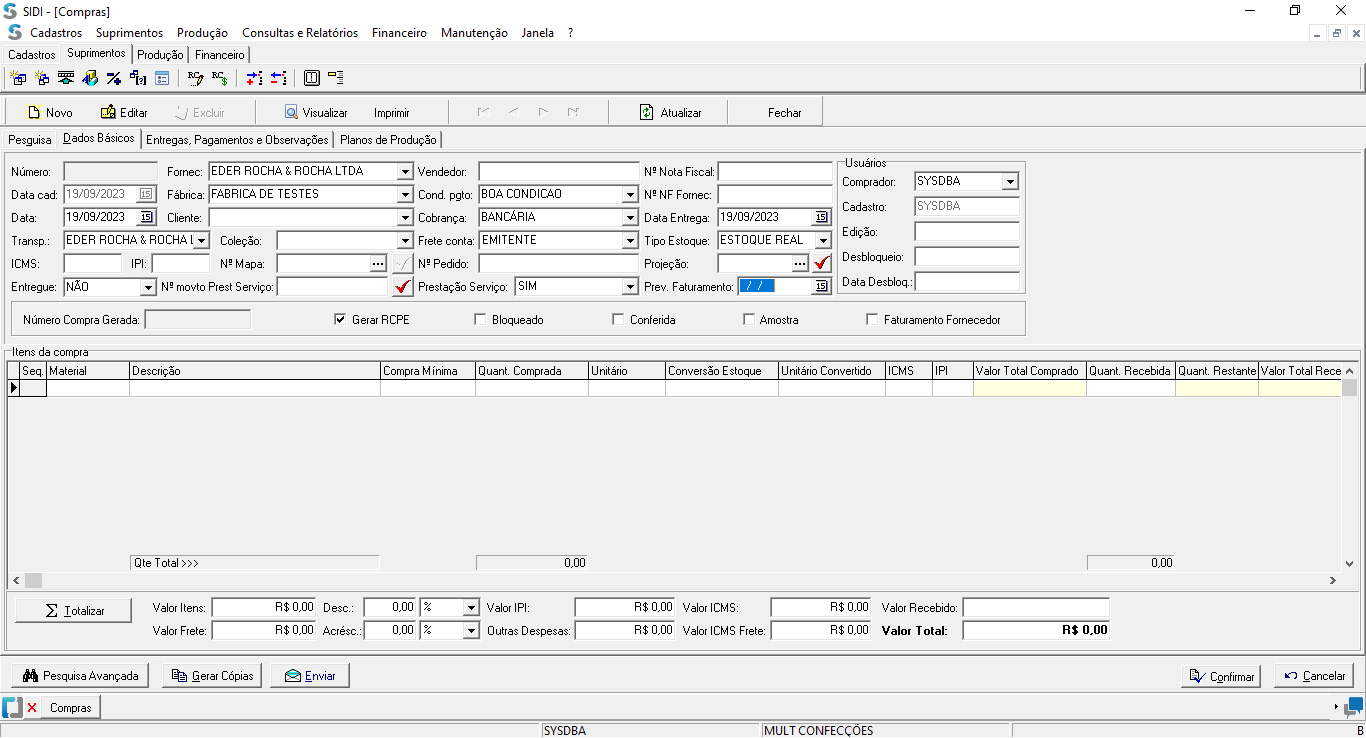 SIDI - [Compras]
Cadastros Suprimentos Produção Consultas e Relatórios Financeiro Manutenção Janela ?
Cadastros Suprimentos Produção Financeiro
Novo Editar Excluir Visualizar Imprimir Atualizar Fechar
Pesquisa Dados Básicos Entregas, Pagamentos e Observações Planos de Produção
Número: Fornec: EDER ROCHA & ROCHA LTDA Vendedor: Nº Nota Fiscal: Usuários
Comprador: SYSDBA
Data cad: 19/09/2023 15 Fábrica: FABRICA DE TESTES Cond. pgto: BOA CONDICAO Nº NF Fornec:
Cadastro: SYSDBA
Data: 19/09/2023 15 Cliente: Cobrança: BANCÁRIA Data Entrega: 19/09/2023 15
Edição:
Transp.: EDER ROCHA & ROCHA L Coleção: Frete conta: EMITENTE Tipo Estoque: ESTOQUE REAL
Desbloqueio:
ICMS: IPI: Nº Mapa: ... Nº Pedido: Projeção: ...
Data Desbloq.:
Entregue: NÃO Nº movto Prest Serviço: Prestação Serviço: SIM Prev. Faturamento: / / 15
Número Compra Gerada: Gerar RCPE Bloqueado Conferida Amostra Faturamento Fornecedor
Itens da compra
Seq. Material Descrição Compra Mínima Quant. Comprada Unitário Conversão Estoque Unitário Convertido ICMS IPI Valor Total Comprado Quant. Recebida Quant. Restante Valor Total Rece
Qte Total >>> 0,00 0,00
Totalizar Valor Itens: R$ 0,00 Desc.: 0,00 % Valor IPI: R$ 0,00 Valor ICMS: R$ 0,00 Valor Recebido:
Valor Frete: R$ 0,00 Acrésc.: 0,00 % Outras Despesas: R$ 0,00 Valor ICMS Frete: R$ 0,00 Valor Total: R$ 0,00
Pesquisa Avançada Gerar Cópias Enviar Confirmar Cancelar
Compras
SYSDBA MULT CONFECÇÕES B